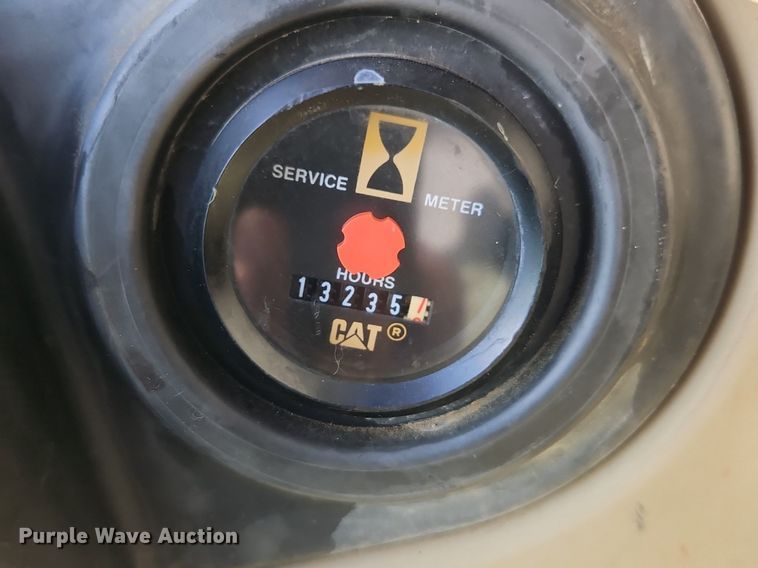 SERVICE METER
HOURS
13235
CAT ®
Purple Wave Auction®